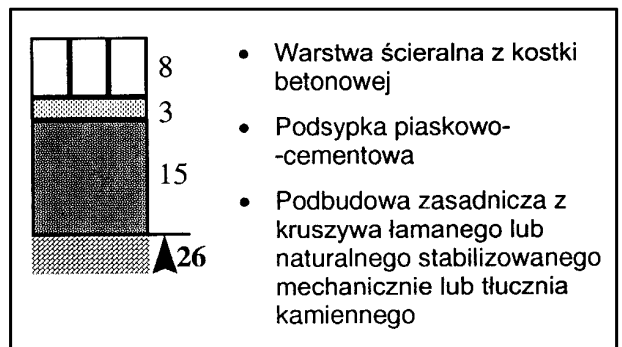 8
3
15
26
• Warstwa ścieralna z kostki
betonowej
• Podsypka piaskowo-
-cementowa
• Podbudowa zasadnicza z
kruszywa łamanego lub
naturalnego stabilizowanego
mechanicznie lub tłucznia
kamiennego